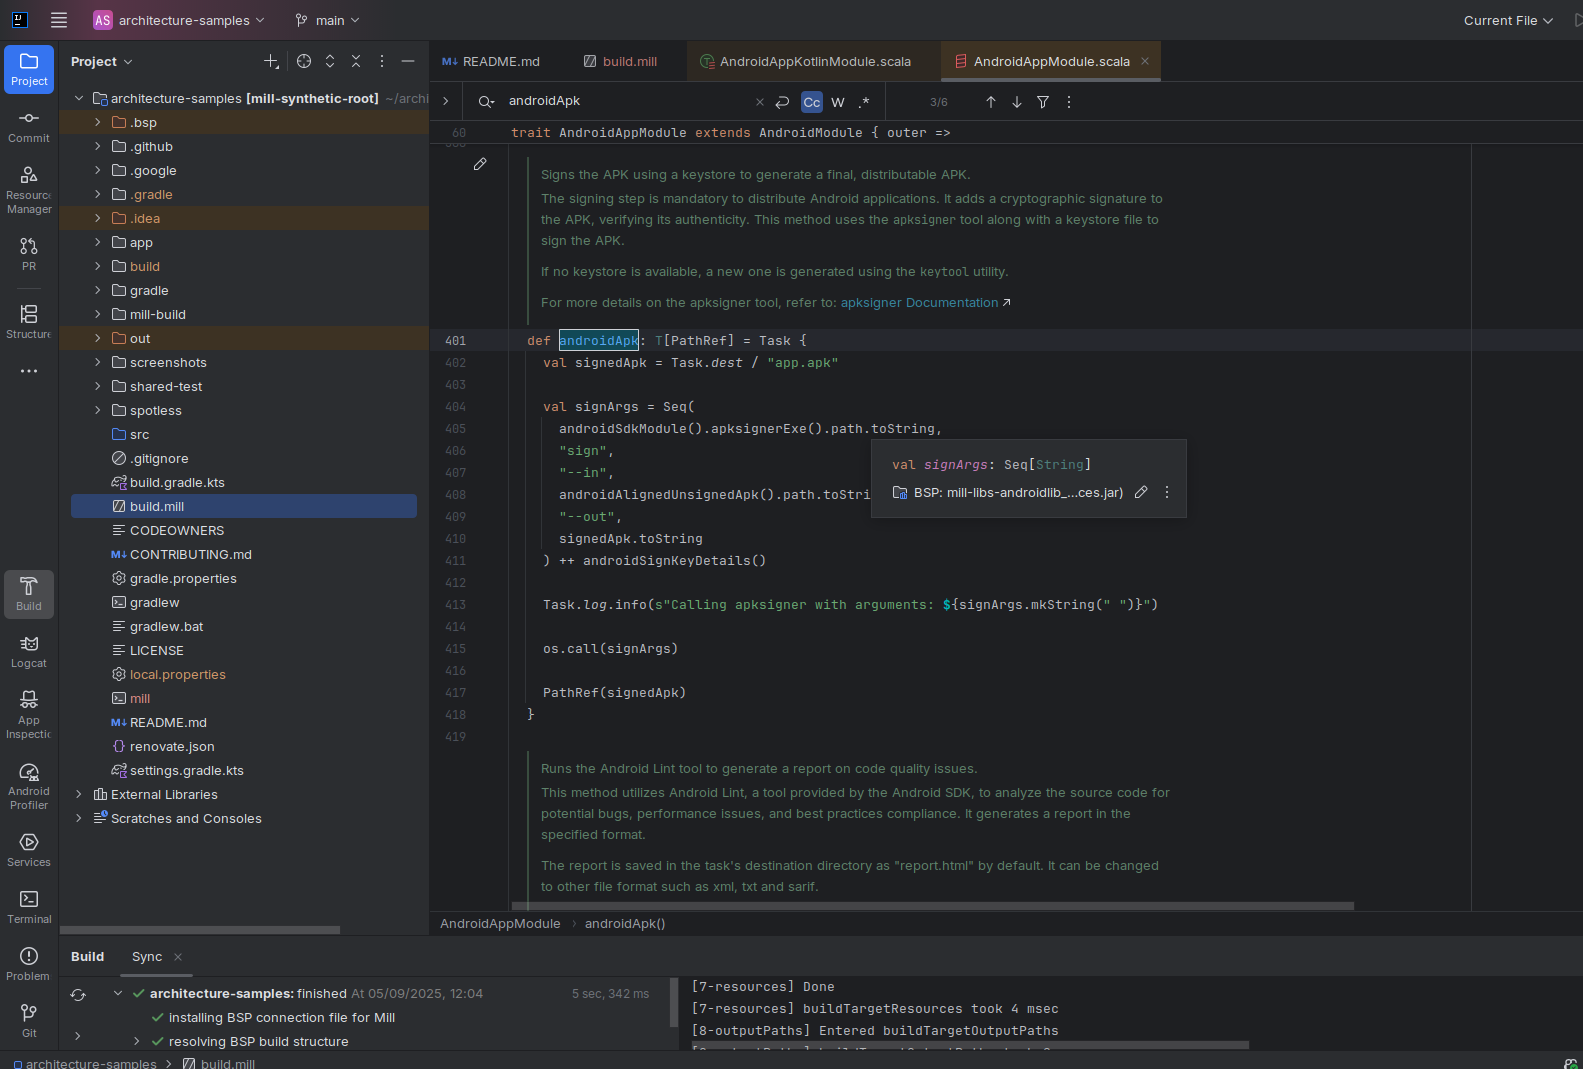 AS architecture-samples main Current File
Project
Commit
Resource Manager
PR
Structure
Build
Logcat
App Inspectio
Android Profiler
Services
Terminal
Problem
Git
Project
architecture-samples [mill-synthetic-root] ~/archi
.bsp
.github
.google
.gradle
.idea
app
build
gradle
mill-build
out
screenshots
shared-test
spotless
src
.gitignore
build.gradle.kts
build.mill
CODEOWNERS
CONTRIBUTING.md
gradle.properties
gradlew
gradlew.bat
LICENSE
local.properties
mill
README.md
renovate.json
settings.gradle.kts
External Libraries
Scratches and Consoles
README.md build.mill AndroidAppKotlinModule.scala AndroidAppModule.scala
androidApk Cc W .* 3/6
60 trait AndroidAppModule extends AndroidModule { outer =>
Signs the APK using a keystore to generate a final, distributable APK.
The signing step is mandatory to distribute Android applications. It adds a cryptographic signature to
the APK, verifying its authenticity. This method uses the apksigner tool along with a keystore file to
sign the APK.
If no keystore is available, a new one is generated using the keytool utility.
For more details on the apksigner tool, refer to: apksigner Documentation
401 def androidApk: T[PathRef] = Task {
402 val signedApk = Task.dest / "app.apk"
403
404 val signArgs = Seq(
405 androidSdkModule().apksignerExe().path.toString,
406 "sign",
407 "--in",
408 androidAlignedUnsignedApk().path.toStri
409 "--out",
410 signedApk.toString
411 ) ++ androidSignKeyDetails()
412
413 Task.log.info(s"Calling apksigner with arguments: ${signArgs.mkString(" ")}")
414
415 os.call(signArgs)
416
417 PathRef(signedApk)
418 }
419
val signArgs: Seq[String]
BSP: mill-libs-androidlib_...ces.jar)
Runs the Android Lint tool to generate a report on code quality issues.
This method utilizes Android Lint, a tool provided by the Android SDK, to analyze the source code for
potential bugs, performance issues, and best practices compliance. It generates a report in the
specified format.
The report is saved in the task's destination directory as "report.html" by default. It can be changed
to other file format such as xml, txt and sarif.
AndroidAppModule › androidApk()
Build Sync
architecture-samples: finished At 05/09/2025, 12:04 5 sec, 342 ms
installing BSP connection file for Mill
resolving BSP build structure
[7-resources] Done
[7-resources] buildTargetResources took 4 msec
[8-outputPaths] Entered buildTargetOutputPaths
architecture-samples › build.mill